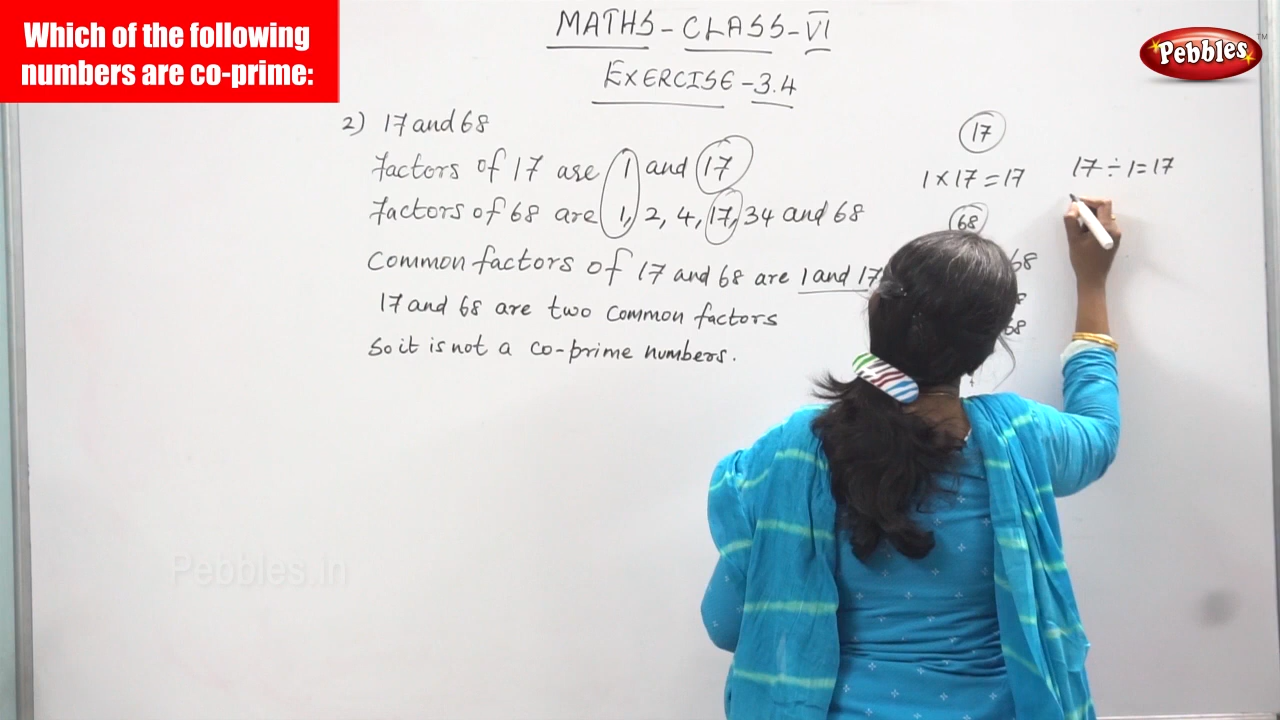 Which of the following
numbers are co-prime:
Pebbles
TM
MATHS - CLASS - VI
EXERCISE - 3.4
2) 17 and 68
Factors of 17 are 1 and 17
Factors of 68 are 1, 2, 4, 17, 34 and 68
Common factors of 17 and 68 are 1 and 17
17 and 68 are two common factors
So it is not a co-prime numbers.
17
1 × 17 = 17
68
68
68
17 ÷ 1 = 17
Pebbles.in